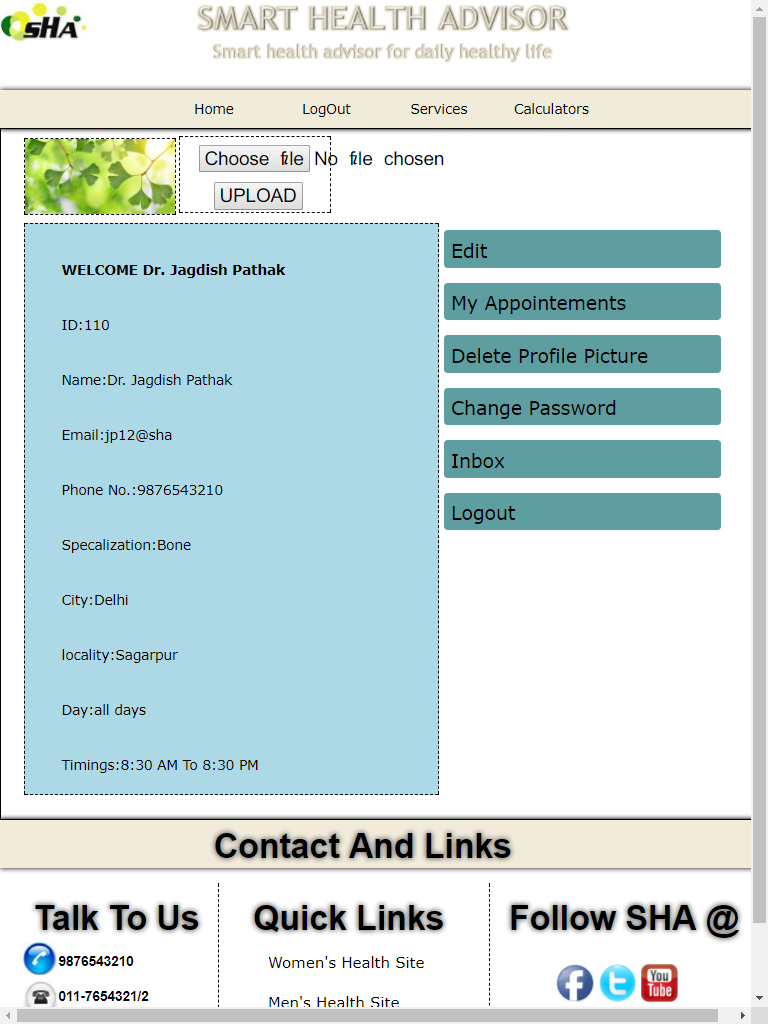 SHA
SMART HEALTH ADVISOR
Smart health advisor for daily healthy life
Home LogOut Services Calculators
Choose file No file chosen
UPLOAD
WELCOME Dr. Jagdish Pathak
ID:110
Name:Dr. Jagdish Pathak
Email:jp12@sha
Phone No.:9876543210
Specalization:Bone
City:Delhi
locality:Sagarpur
Day:all days
Timings:8:30 AM To 8:30 PM
Edit
My Appointements
Delete Profile Picture
Change Password
Inbox
Logout
Contact And Links
Talk To Us
9876543210
011-7654321/2
Quick Links
Women's Health Site
Men's Health Site
Follow SHA @
You Tube